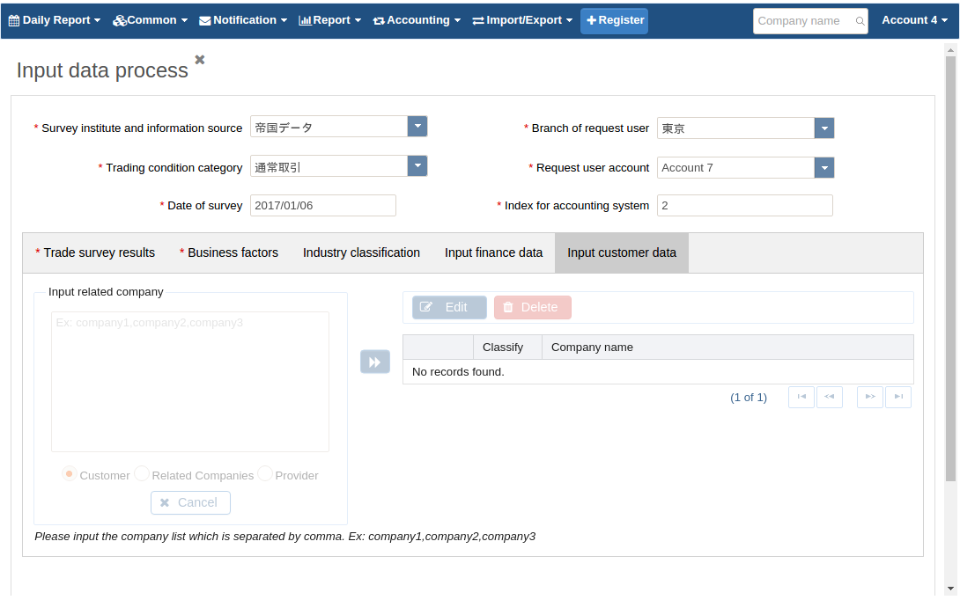 Daily Report Common Notification Report Accounting Import/Export Register Company name Account 4
Input data process
* Survey institute and information source 帝国データ * Branch of request user 東京
* Trading condition category 通常取引 * Request user account Account 7
* Date of survey 2017/01/06 * Index for accounting system 2
* Trade survey results * Business factors Industry classification Input finance data Input customer data
Input related company
Ex: company1,company2,company3
Edit Delete
Classify Company name
No records found.
(1 of 1)
Customer Related Companies Provider
Cancel
Please input the company list which is separated by comma. Ex: company1,company2,company3